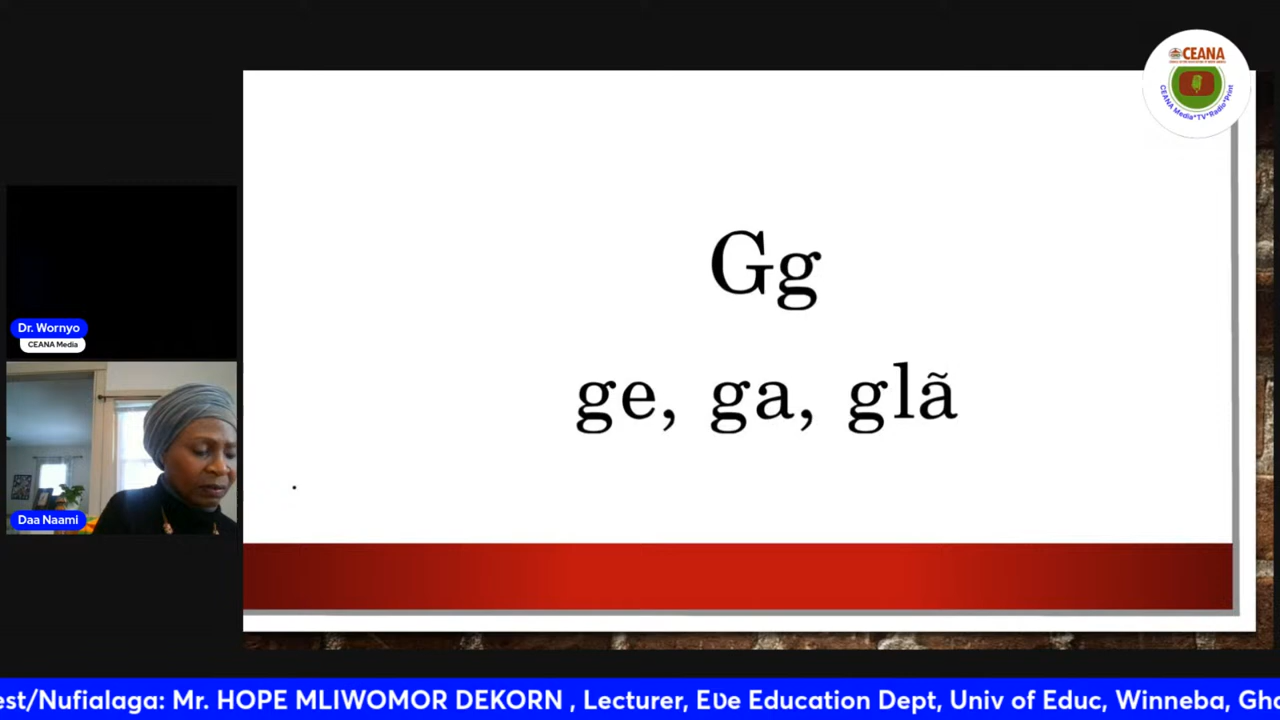 CEANA
CEANA Media*TV*Radio*Print
Gg
ge, ga, glã
Dr. Wornyo
CEANA Media
Daa Naami
est/Nufialaga: Mr. HOPE MLIWOMOR DEKORN , Lecturer, Eʋe Education Dept, Univ of Educ, Winneba, Gha